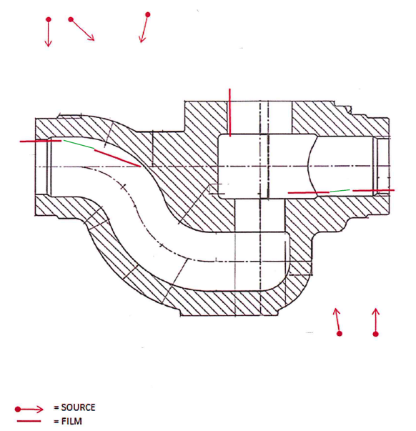 = SOURCE
= FILM